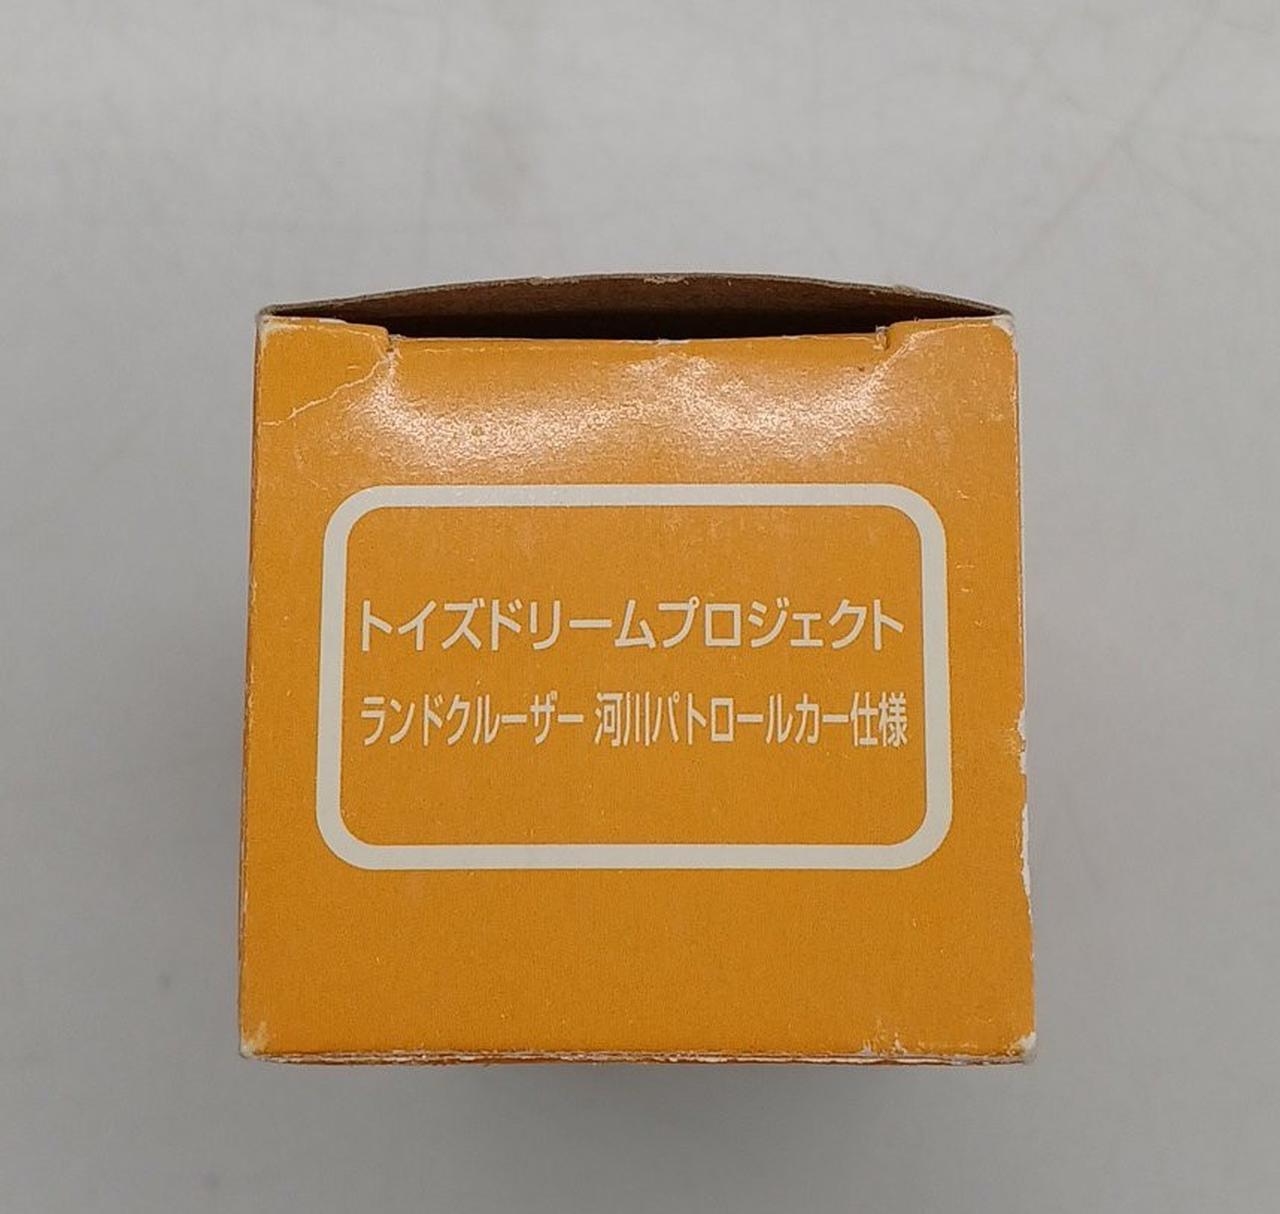 トイズドリームプロジェクト
ランドクルーザー 河川パトロールカー仕様